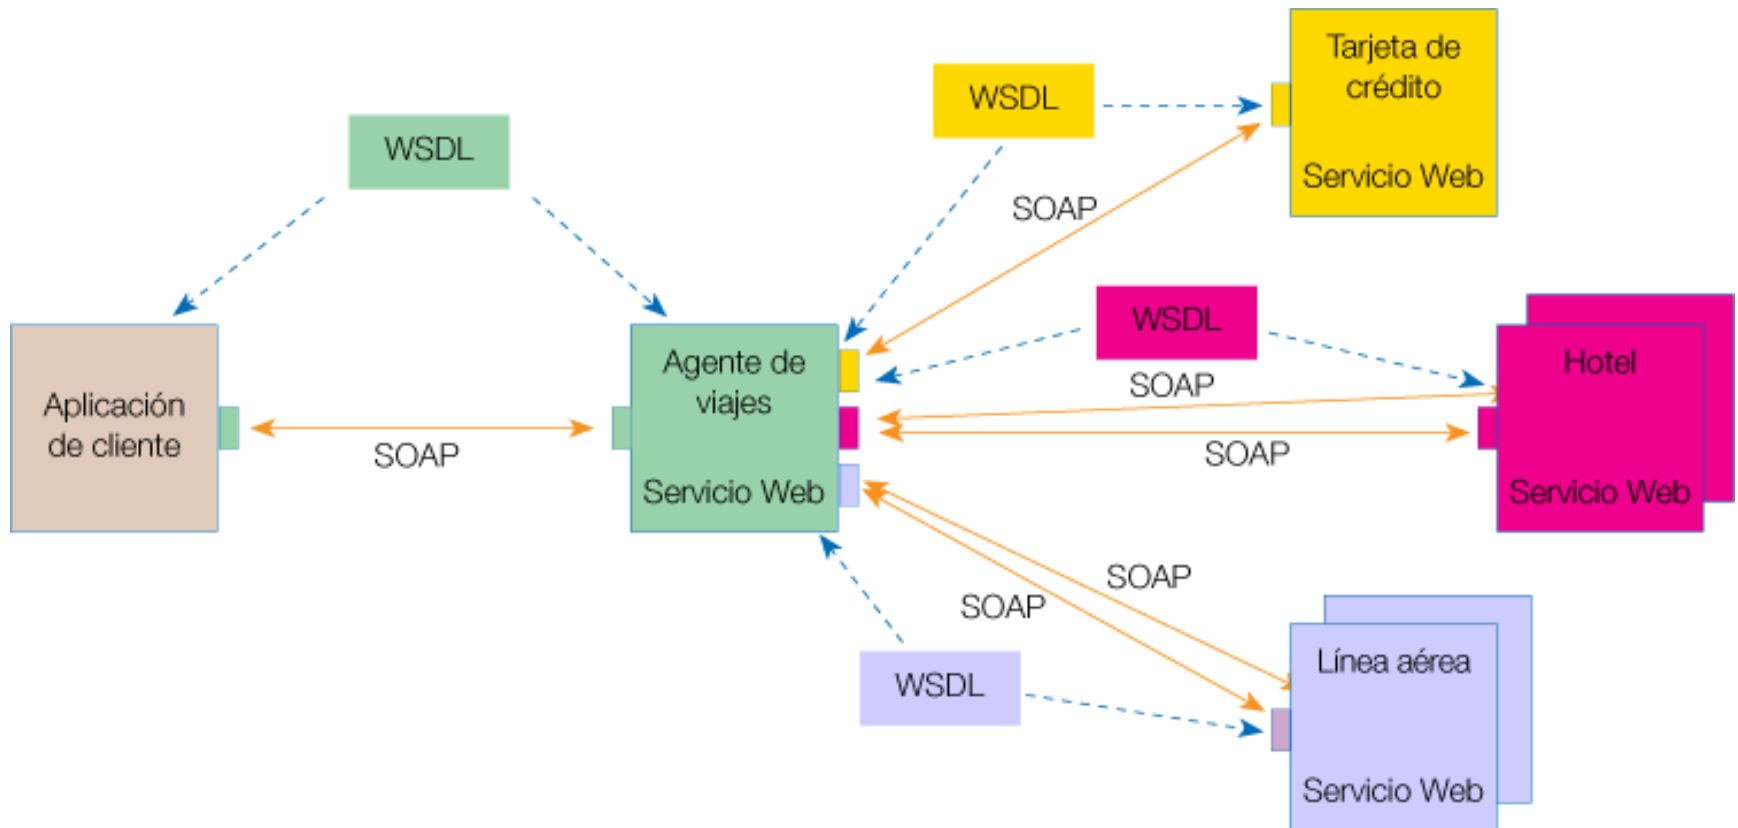 WSDL
WSDL
Tarjeta de
crédito
Servicio Web
SOAP
WSDL
Aplicación
de cliente
SOAP
Agente de
viajes
Servicio Web
SOAP
SOAP
Hotel
Servicio Web
SOAP
SOAP
WSDL
Línea aérea
Servicio Web